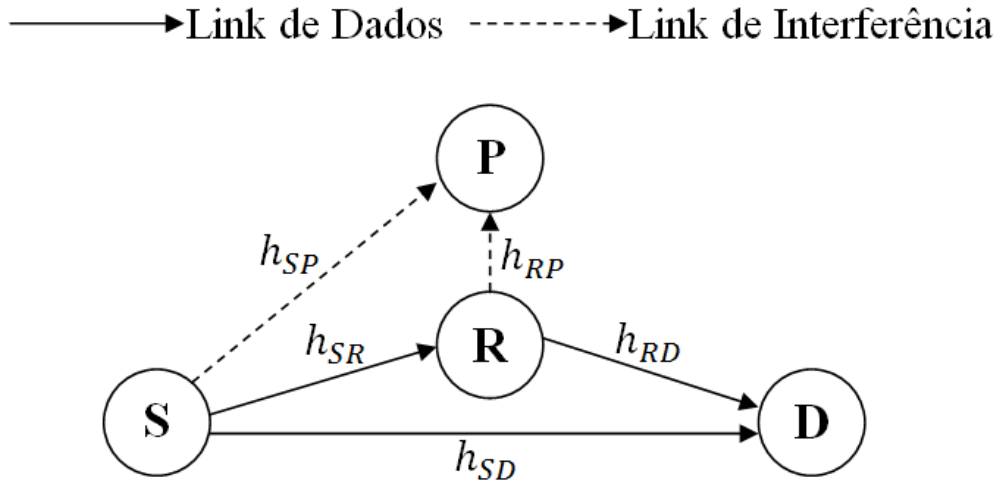 Link de Dados Link de Interferência
P
h_SP
h_RP
h_SR
R
h_RD
S
D
h_SD